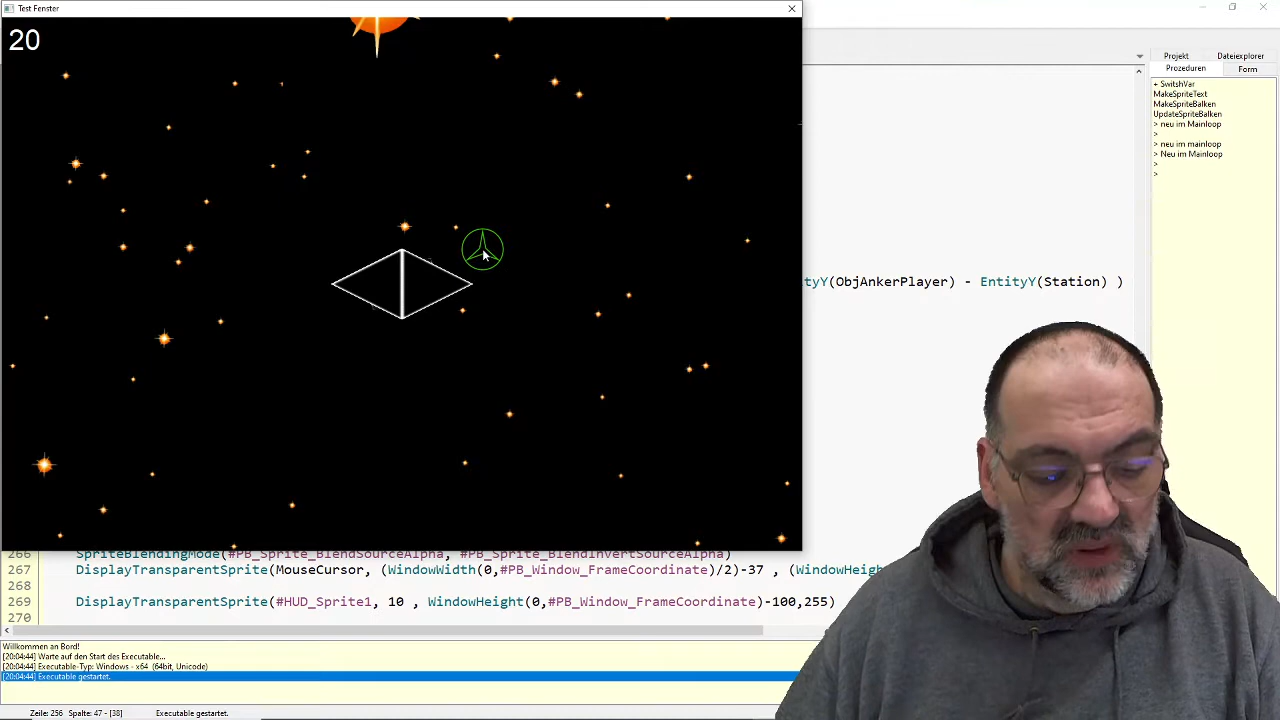 Test Fenster
20
Projekt
Dateiexplorer
Prozeduren
Form
+ SwitshVar
MakeSpriteText
MakeSpriteBalken
UpdateSpriteBalken
> neu im Mainloop
>
> neu im mainloop
> Neu im Mainloop
>
>
tyY(ObjAnkerPlayer) - EntityY(Station) )
266 SpriteBlendingMode(#PB_Sprite_BlendSourceAlpha, #PB_Sprite_BlendInvertSourceAlpha)
267 DisplayTransparentSprite(MouseCursor, (WindowWidth(0,#PB_Window_FrameCoordinate)/2)-37 , (WindowHeigh
268
269 DisplayTransparentSprite(#HUD_Sprite1, 10 , WindowHeight(0,#PB_Window_FrameCoordinate)-100,255)
270
Willkommen an Bord!
[20:04:44] Warte auf den Start des Executable...
[20:04:44] Executable-Typ: Windows - x64 (64bit, Unicode)
[20:04:44] Executable gestartet.
Zeile: 256 Spalte: 47 - [38] Executable gestartet.